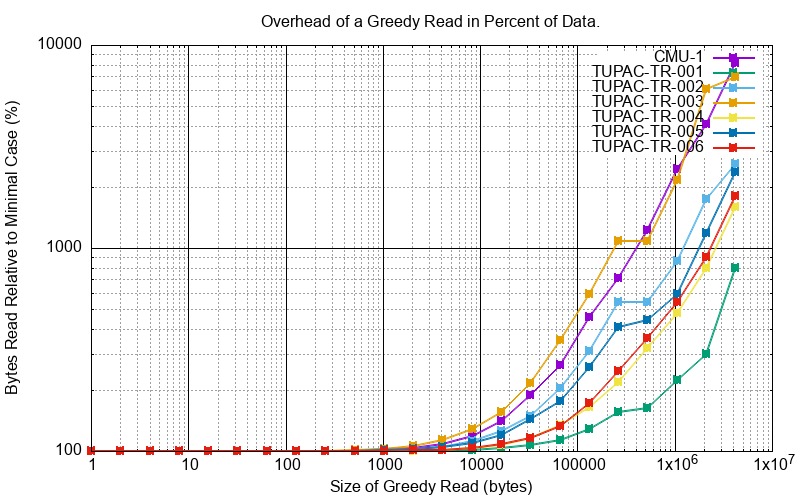 Overhead of a Greedy Read in Percent of Data.
Bytes Read Relative to Minimal Case (%)
10000
1000
100
CMU-1
TUPAC-TR-001
TUPAC-TR-002
TUPAC-TR-003
TUPAC-TR-004
TUPAC-TR-005
TUPAC-TR-006
1 10 100 1000 10000 100000 1x10^6 1x10^7
Size of Greedy Read (bytes)